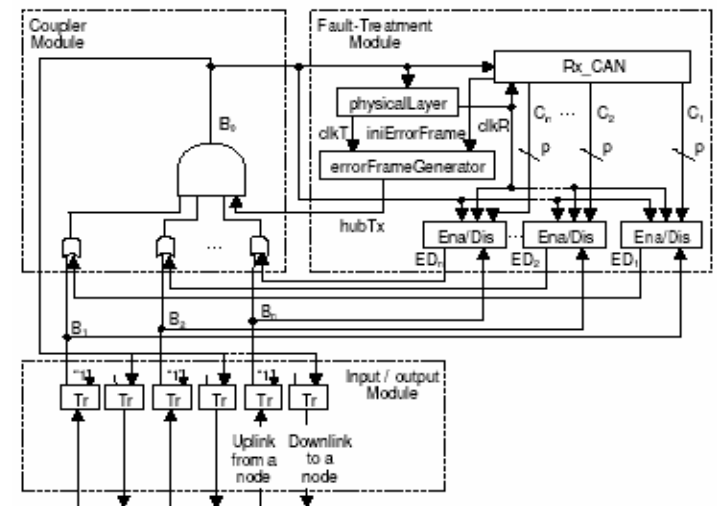 Coupler
Module
Fault-Treatment
Module
Rx_CAN
physicalLayer
B₀
clkT
iniErrorFrame
clkR
Cₙ
...
C₂
C₁
p
p
p
errorFrameGenerator
hubTx
...
Ena/Dis
...
Ena/Dis
Ena/Dis
EDₙ
ED₂
ED₁
B₁
B₂
Bₙ
"1"
"1"
"1"
Input / output
Module
Tr
Tr
Tr
Tr
Tr
Tr
Uplink
from a
node
Downlink
to a
node